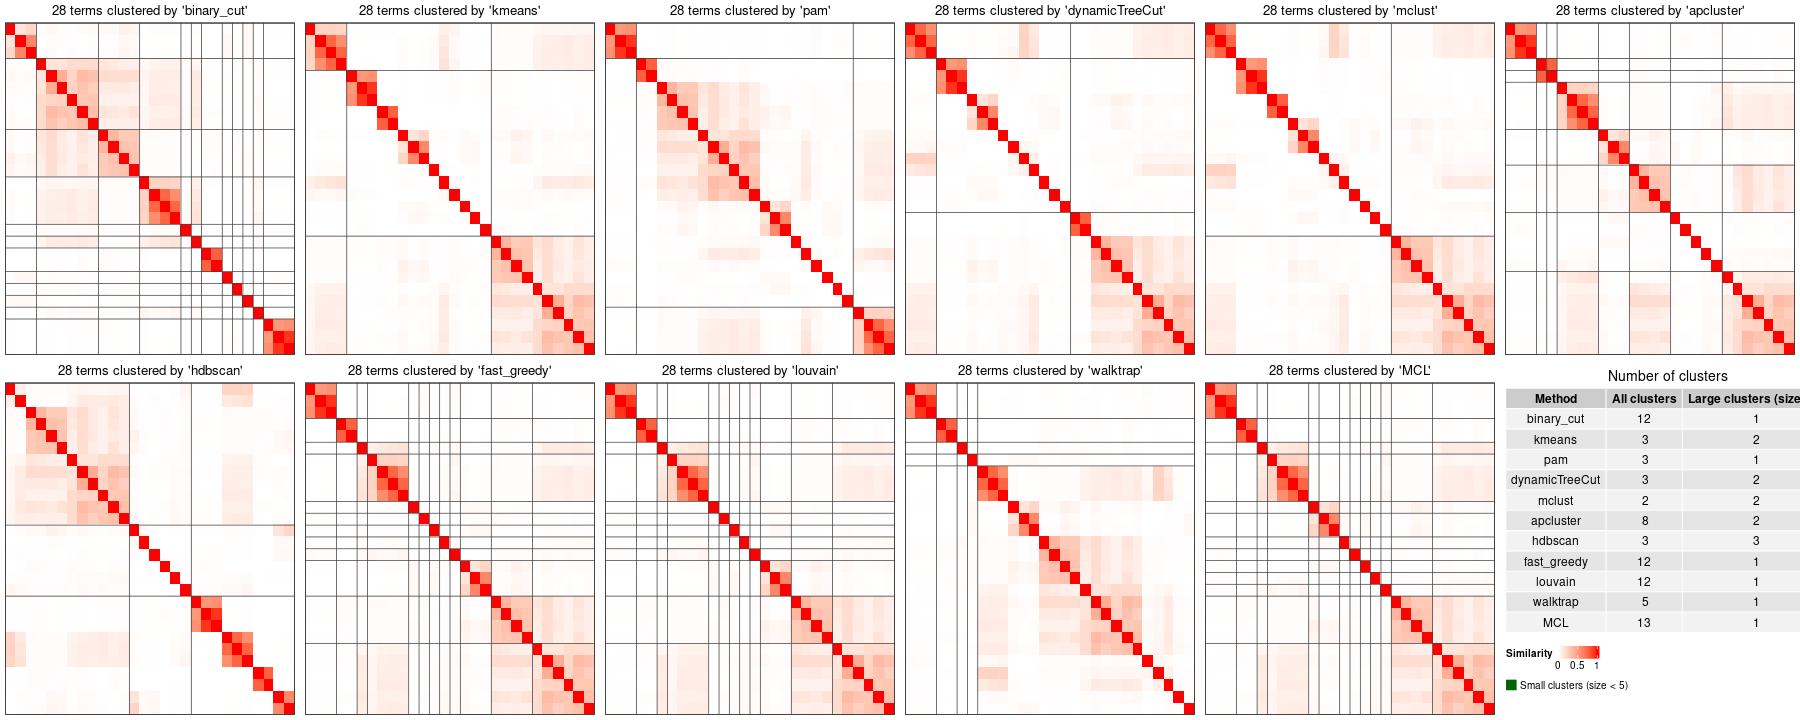 28 terms clustered by 'binary_cut'
28 terms clustered by 'kmeans'
28 terms clustered by 'pam'
28 terms clustered by 'dynamicTreeCut'
28 terms clustered by 'mclust'
28 terms clustered by 'apcluster'
28 terms clustered by 'hdbscan'
28 terms clustered by 'fast_greedy'
28 terms clustered by 'louvain'
28 terms clustered by 'walktrap'
28 terms clustered by 'MCL'
Number of clusters
Method All clusters Large clusters (size
binary_cut 12 1
kmeans 3 2
pam 3 1
dynamicTreeCut 3 2
mclust 2 2
apcluster 8 2
hdbscan 3 3
fast_greedy 12 1
louvain 12 1
walktrap 5 1
MCL 13 1
Similarity
0 0.5 1
Small clusters (size < 5)